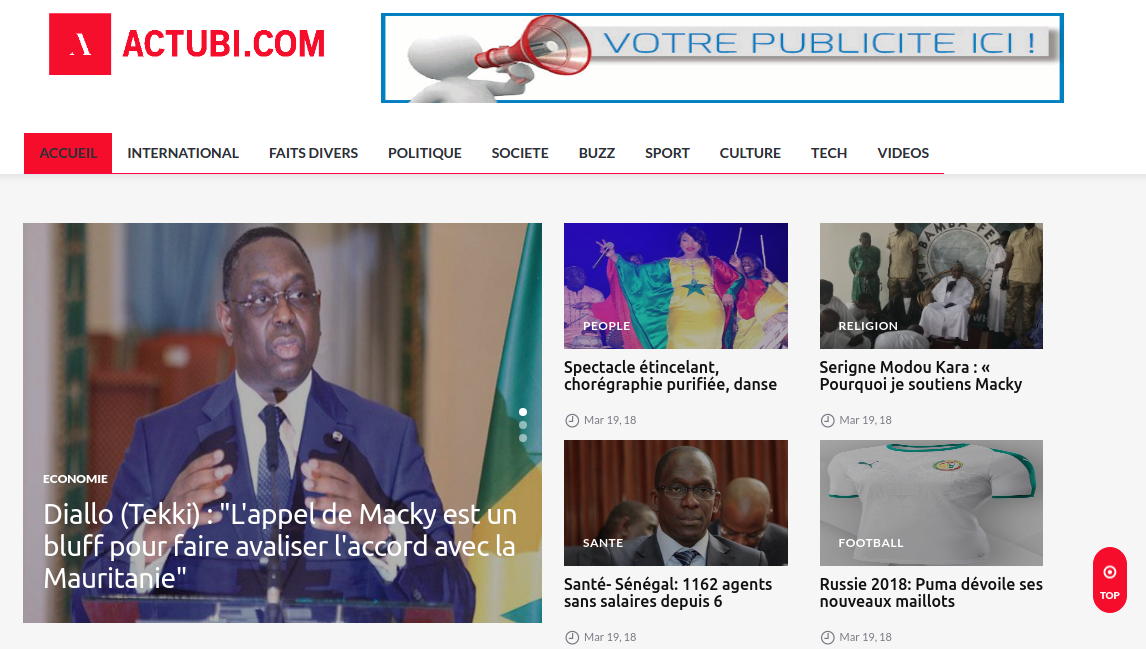 A ACTUBI.COM
VOTRE PUBLICITE ICI !
ACCUEIL INTERNATIONAL FAITS DIVERS POLITIQUE SOCIETE BUZZ SPORT CULTURE TECH VIDEOS
ECONOMIE
Diallo (Tekki) : "L'appel de Macky est un
bluff pour faire avaliser l'accord avec la
Mauritanie"
PEOPLE
Spectacle étincelant,
chorégraphie purifiée, danse
Mar 19, 18
BAMBA FEP
RELIGION
Serigne Modou Kara : «
Pourquoi je soutiens Macky
Mar 19, 18
SANTE
Santé- Sénégal: 1162 agents
sans salaires depuis 6
Mar 19, 18
FOOTBALL
Russie 2018: Puma dévoile ses
nouveaux maillots
Mar 19, 18
TOP